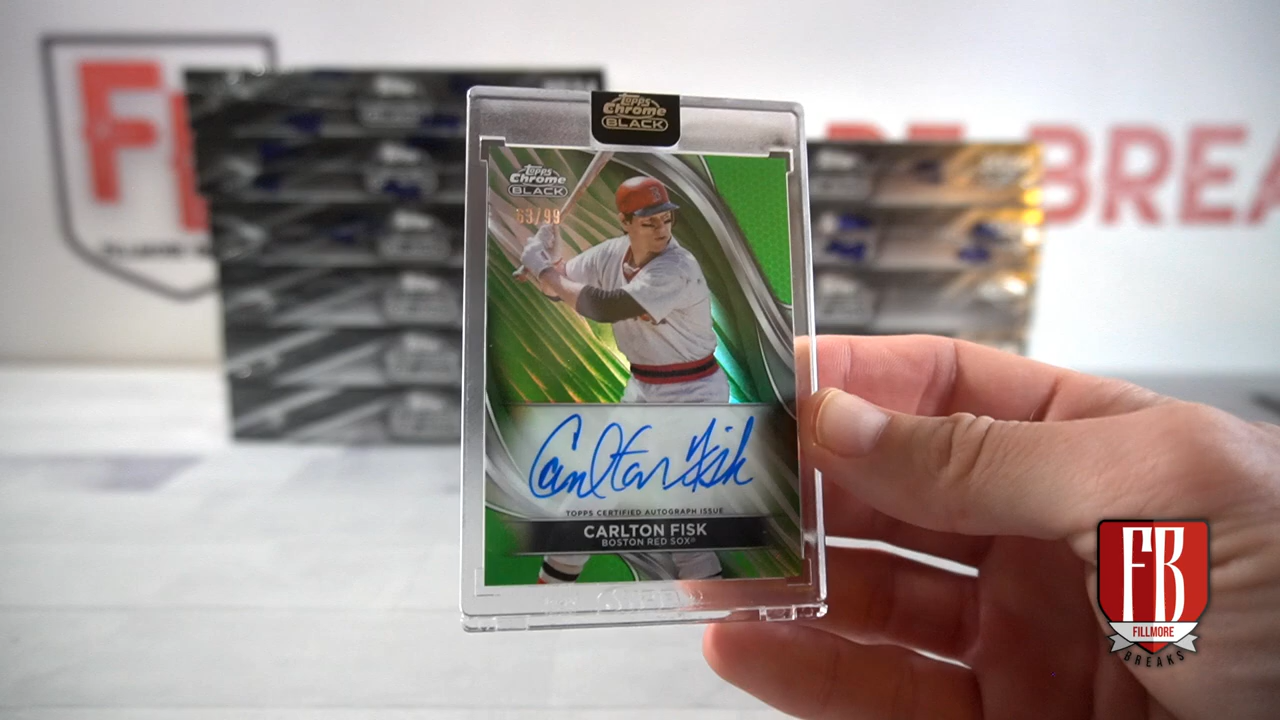 Topps
Chrome
BLACK
Topps
Chrome
BLACK
63/99
Carlton Fisk
TOPPS CERTIFIED AUTOGRAPH ISSUE
CARLTON FISK
BOSTON RED SOX®
FB
FILLMORE
BREAKS